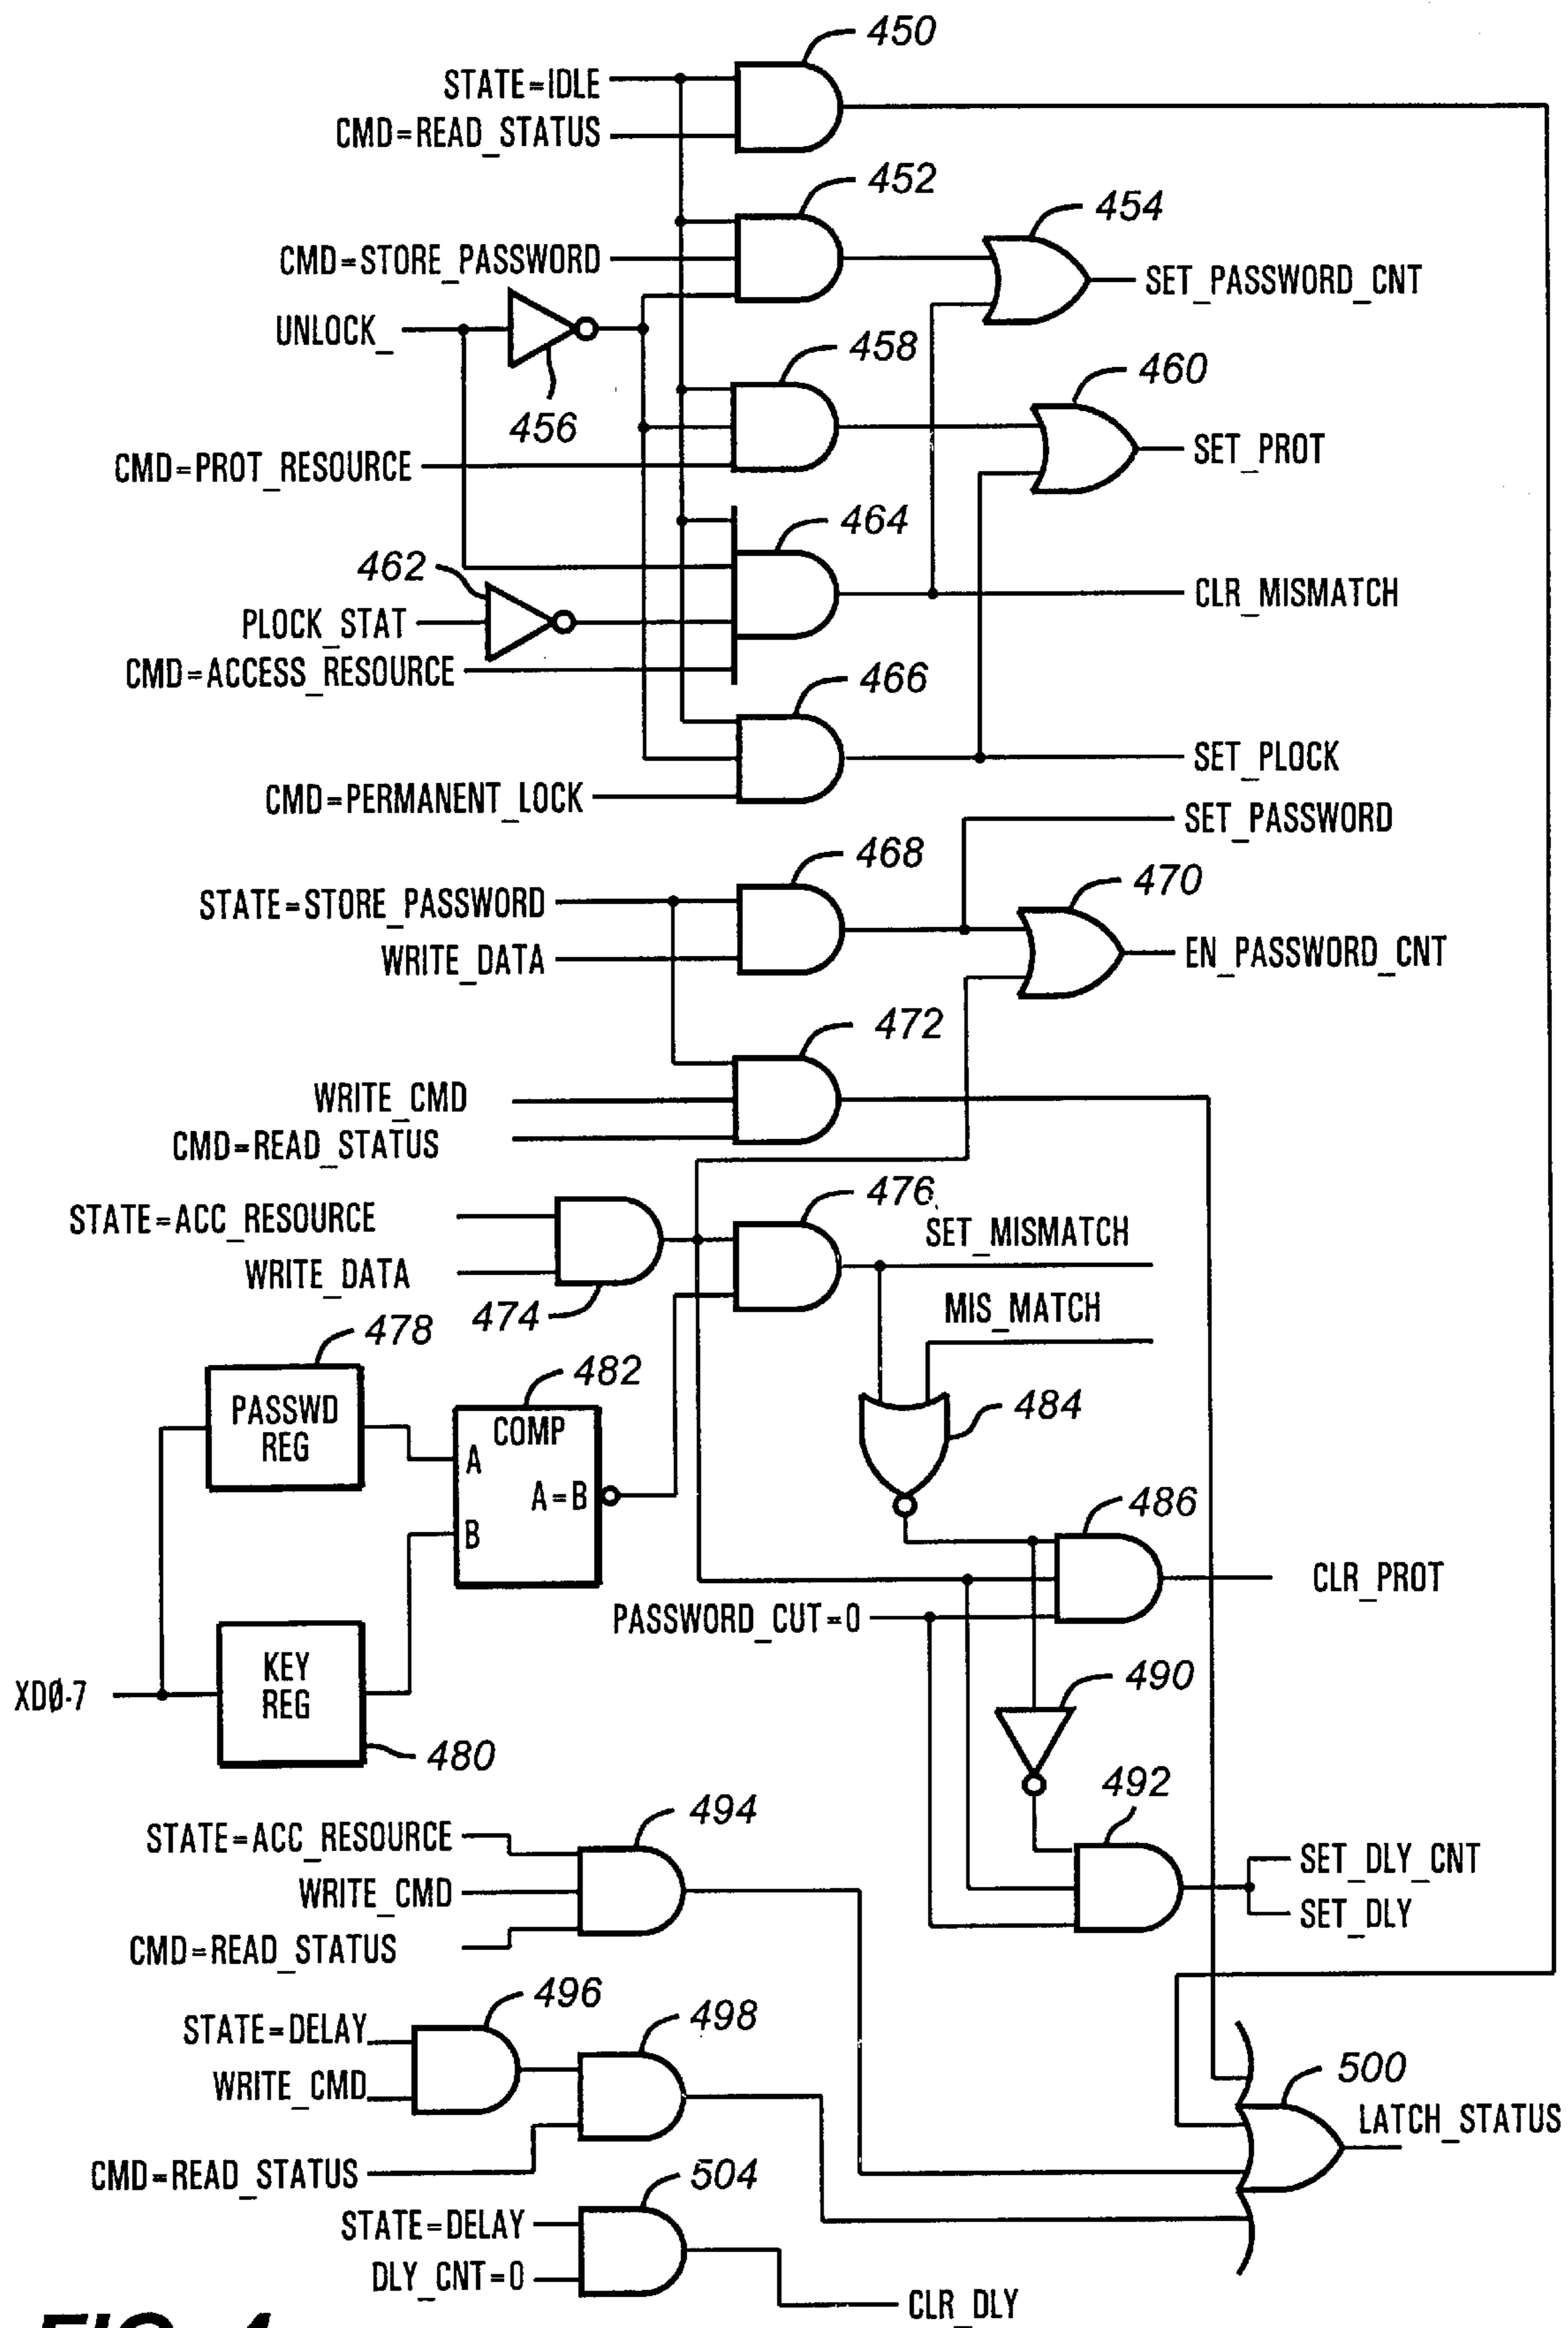 450
STATE=IDLE
CMD=READ_STATUS
452
454
CMD=STORE_PASSWORD
SET_PASSWORD_CNT
UNLOCK_
456
458
460
CMD=PROT_RESOURCE
SET_PROT
464
462
PLOCK_STAT
CLR_MISMATCH
CMD=ACCESS_RESOURCE
466
SET_PLOCK
CMD=PERMANENT_LOCK
SET_PASSWORD
468
470
STATE=STORE_PASSWORD
WRITE_DATA
EN_PASSWORD_CNT
472
WRITE_CMD
CMD=READ_STATUS
476
STATE=ACC_RESOURCE
SET_MISMATCH
WRITE_DATA
474
MIS_MATCH
478
482
PASSWD
REG
COMP
A
A=B
B
484
486
CLR_PROT
PASSWORD_CUT=0
KEY
REG
XDØ-7
480
490
492
494
STATE=ACC_RESOURCE
WRITE_CMD
CMD=READ_STATUS
SET_DLY_CNT
SET_DLY
496
498
STATE=DELAY
WRITE_CMD
CMD=READ_STATUS
500
LATCH_STATUS
504
STATE=DELAY
DLY_CNT=0
CLR_DLY